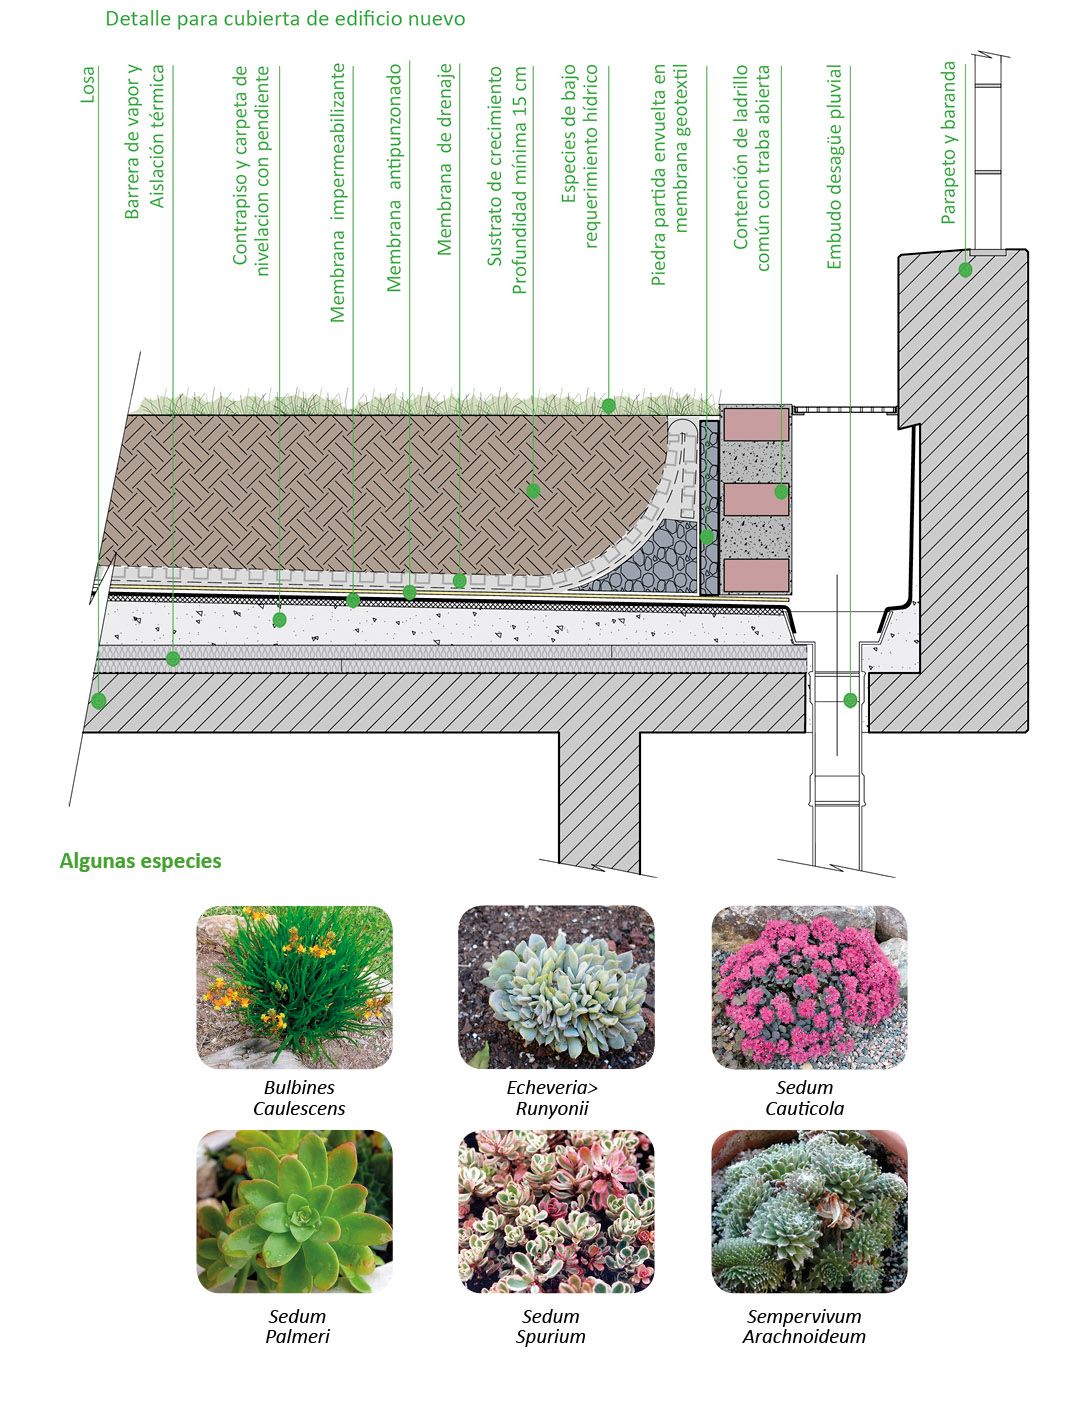 Detalle para cubierta de edificio nuevo
Losa
Barrera de vapor y
Aislación térmica
Contrapiso y carpeta de
nivelacion con pendiente
Membrana impermeabilizante
Membrana antipunzonado
Membrana de drenaje
Sustrato de crecimiento
Profundidad mínima 15 cm
Especies de bajo
requerimiento hídrico
Piedra partida envuelta en
membrana geotextil
Contención de ladrillo
común con traba abierta
Embudo desagüe pluvial
Parapeto y baranda
Algunas especies
Bulbines
Caulescens
Echeveria>
Runyonii
Sedum
Cauticola
Sedum
Palmeri
Sedum
Spurium
Sempervivum
Arachnoideum